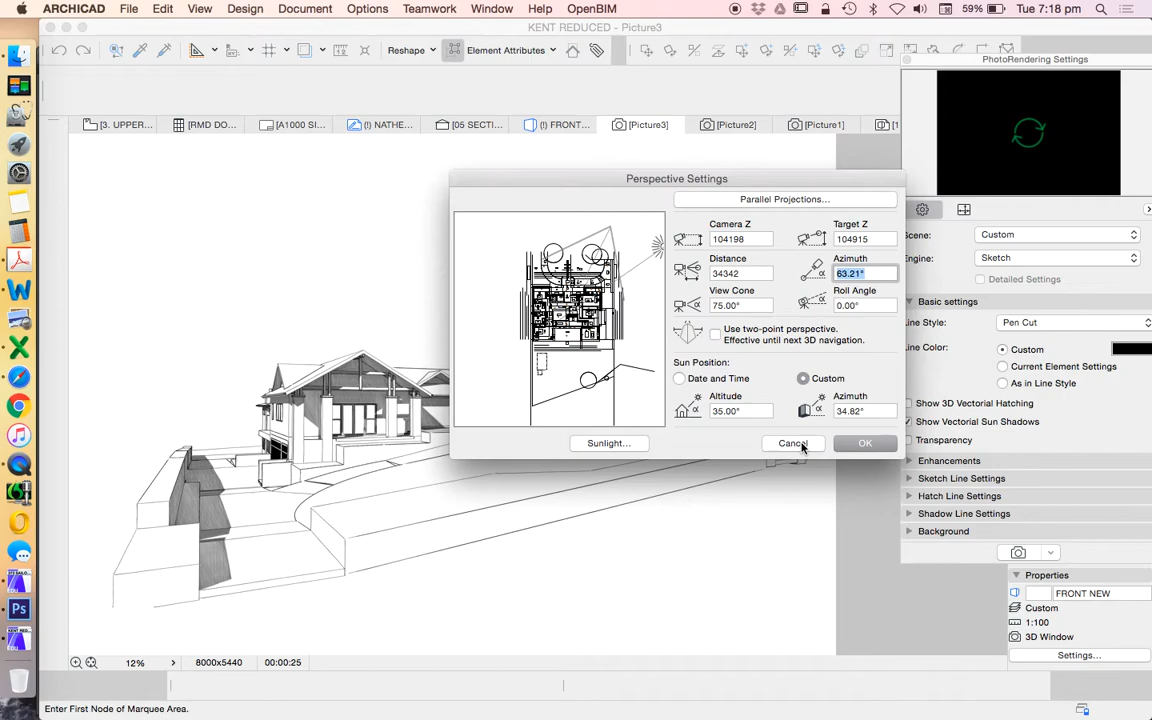 ARCHICAD File Edit View Design Document Options Teamwork Window Help OpenBIM 59% Tue 7:18 pm
KENT REDUCED - Picture3
Reshape Element Attributes
PhotoRendering Settings
[3. UPPER... [RMD DO... [A1000 SI... (!) NATHE... [05 SECTI... (!) FRONT... [Picture3] [Picture2] [Picture1] [1
Perspective Settings
Parallel Projections...
Camera Z Target Z
104198 104915
Distance Azimuth
34342 63.21°
View Cone Roll Angle
75.00° 0.00°
Use two-point perspective.
Effective until next 3D navigation.
Sun Position:
Date and Time Custom
Altitude Azimuth
35.00° 34.82°
Sunlight... Cancel OK
Scene: Custom
Engine: Sketch
Detailed Settings
Basic settings
Line Style: Pen Cut
Line Color: Custom
Current Element Settings
As in Line Style
Show 3D Vectorial Hatching
Show Vectorial Sun Shadows
Transparency
Enhancements
Sketch Line Settings
Hatch Line Settings
Shadow Line Settings
Background
Properties
FRONT NEW
Custom
1:100
3D Window
Settings...
12% 8000x5440 00:00:25
Enter First Node of Marquee Area.